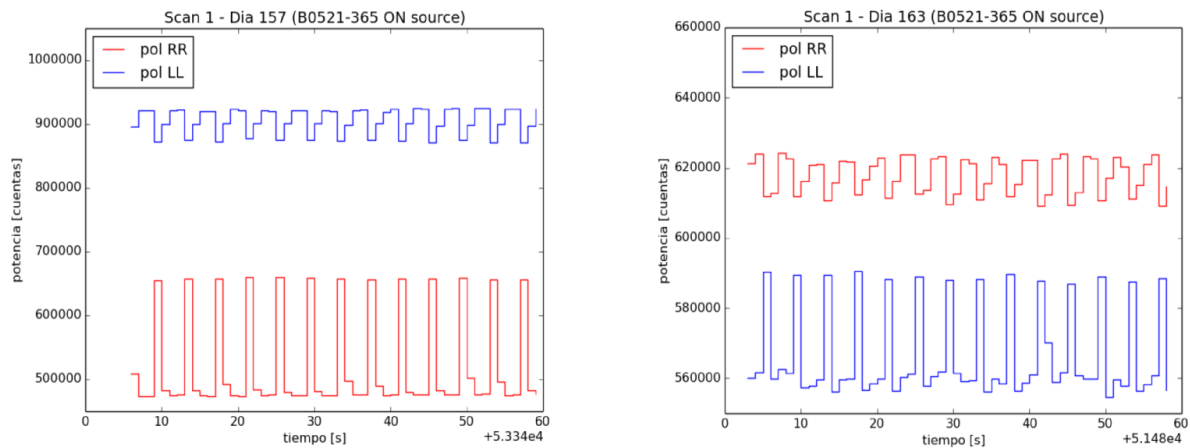 Scan 1 - Dia 157 (B0521-365 ON source)
pol RR
pol LL
1000000
900000
800000
700000
600000
500000
potencia [cuentas]
0 10 20 30 40 50 60
tiempo [s]
+5.334e4
Scan 1 - Dia 163 (B0521-365 ON source)
pol RR
pol LL
660000
640000
620000
600000
580000
560000
potencia [cuentas]
0 10 20 30 40 50 60
tiempo [s]
+5.148e4